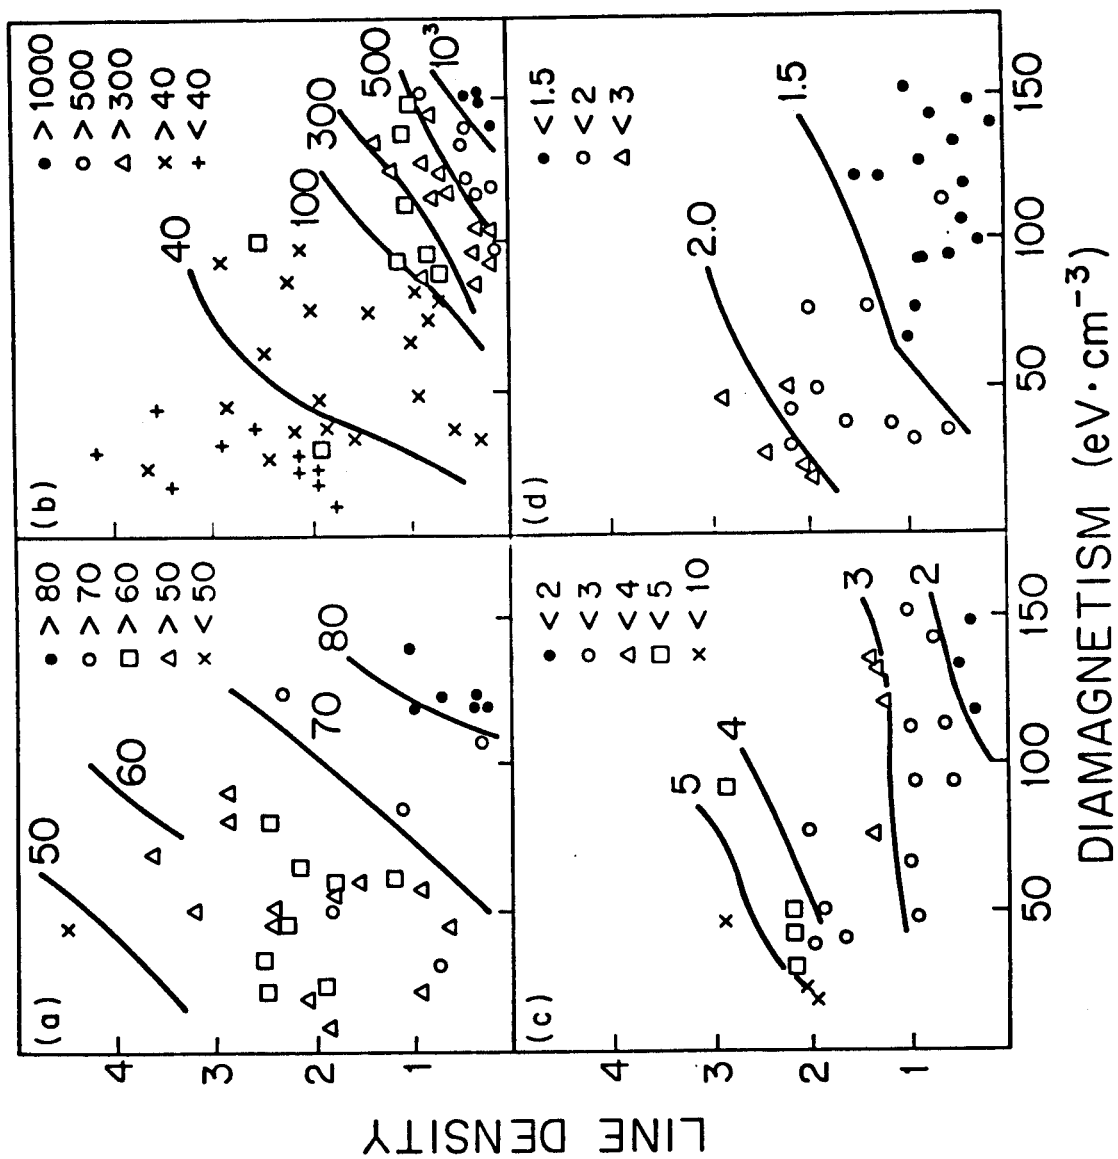 (a)
● > 80
○ > 70
□ > 60
△ > 50
× < 50
50
60
70
80
(b)
● > 1000
○ > 500
△ > 300
× > 40
+ < 40
40
100
300
500
10³
(c)
● < 2
○ < 3
△ < 4
□ < 5
× < 10
5
4
3
2
(d)
● < 1.5
○ < 2
△ < 3
2.0
1.5
4
3
2
1
4
3
2
1
50
100
150
50
100
150
LINE DENSITY
DIAMAGNETISM (eV·cm⁻³)